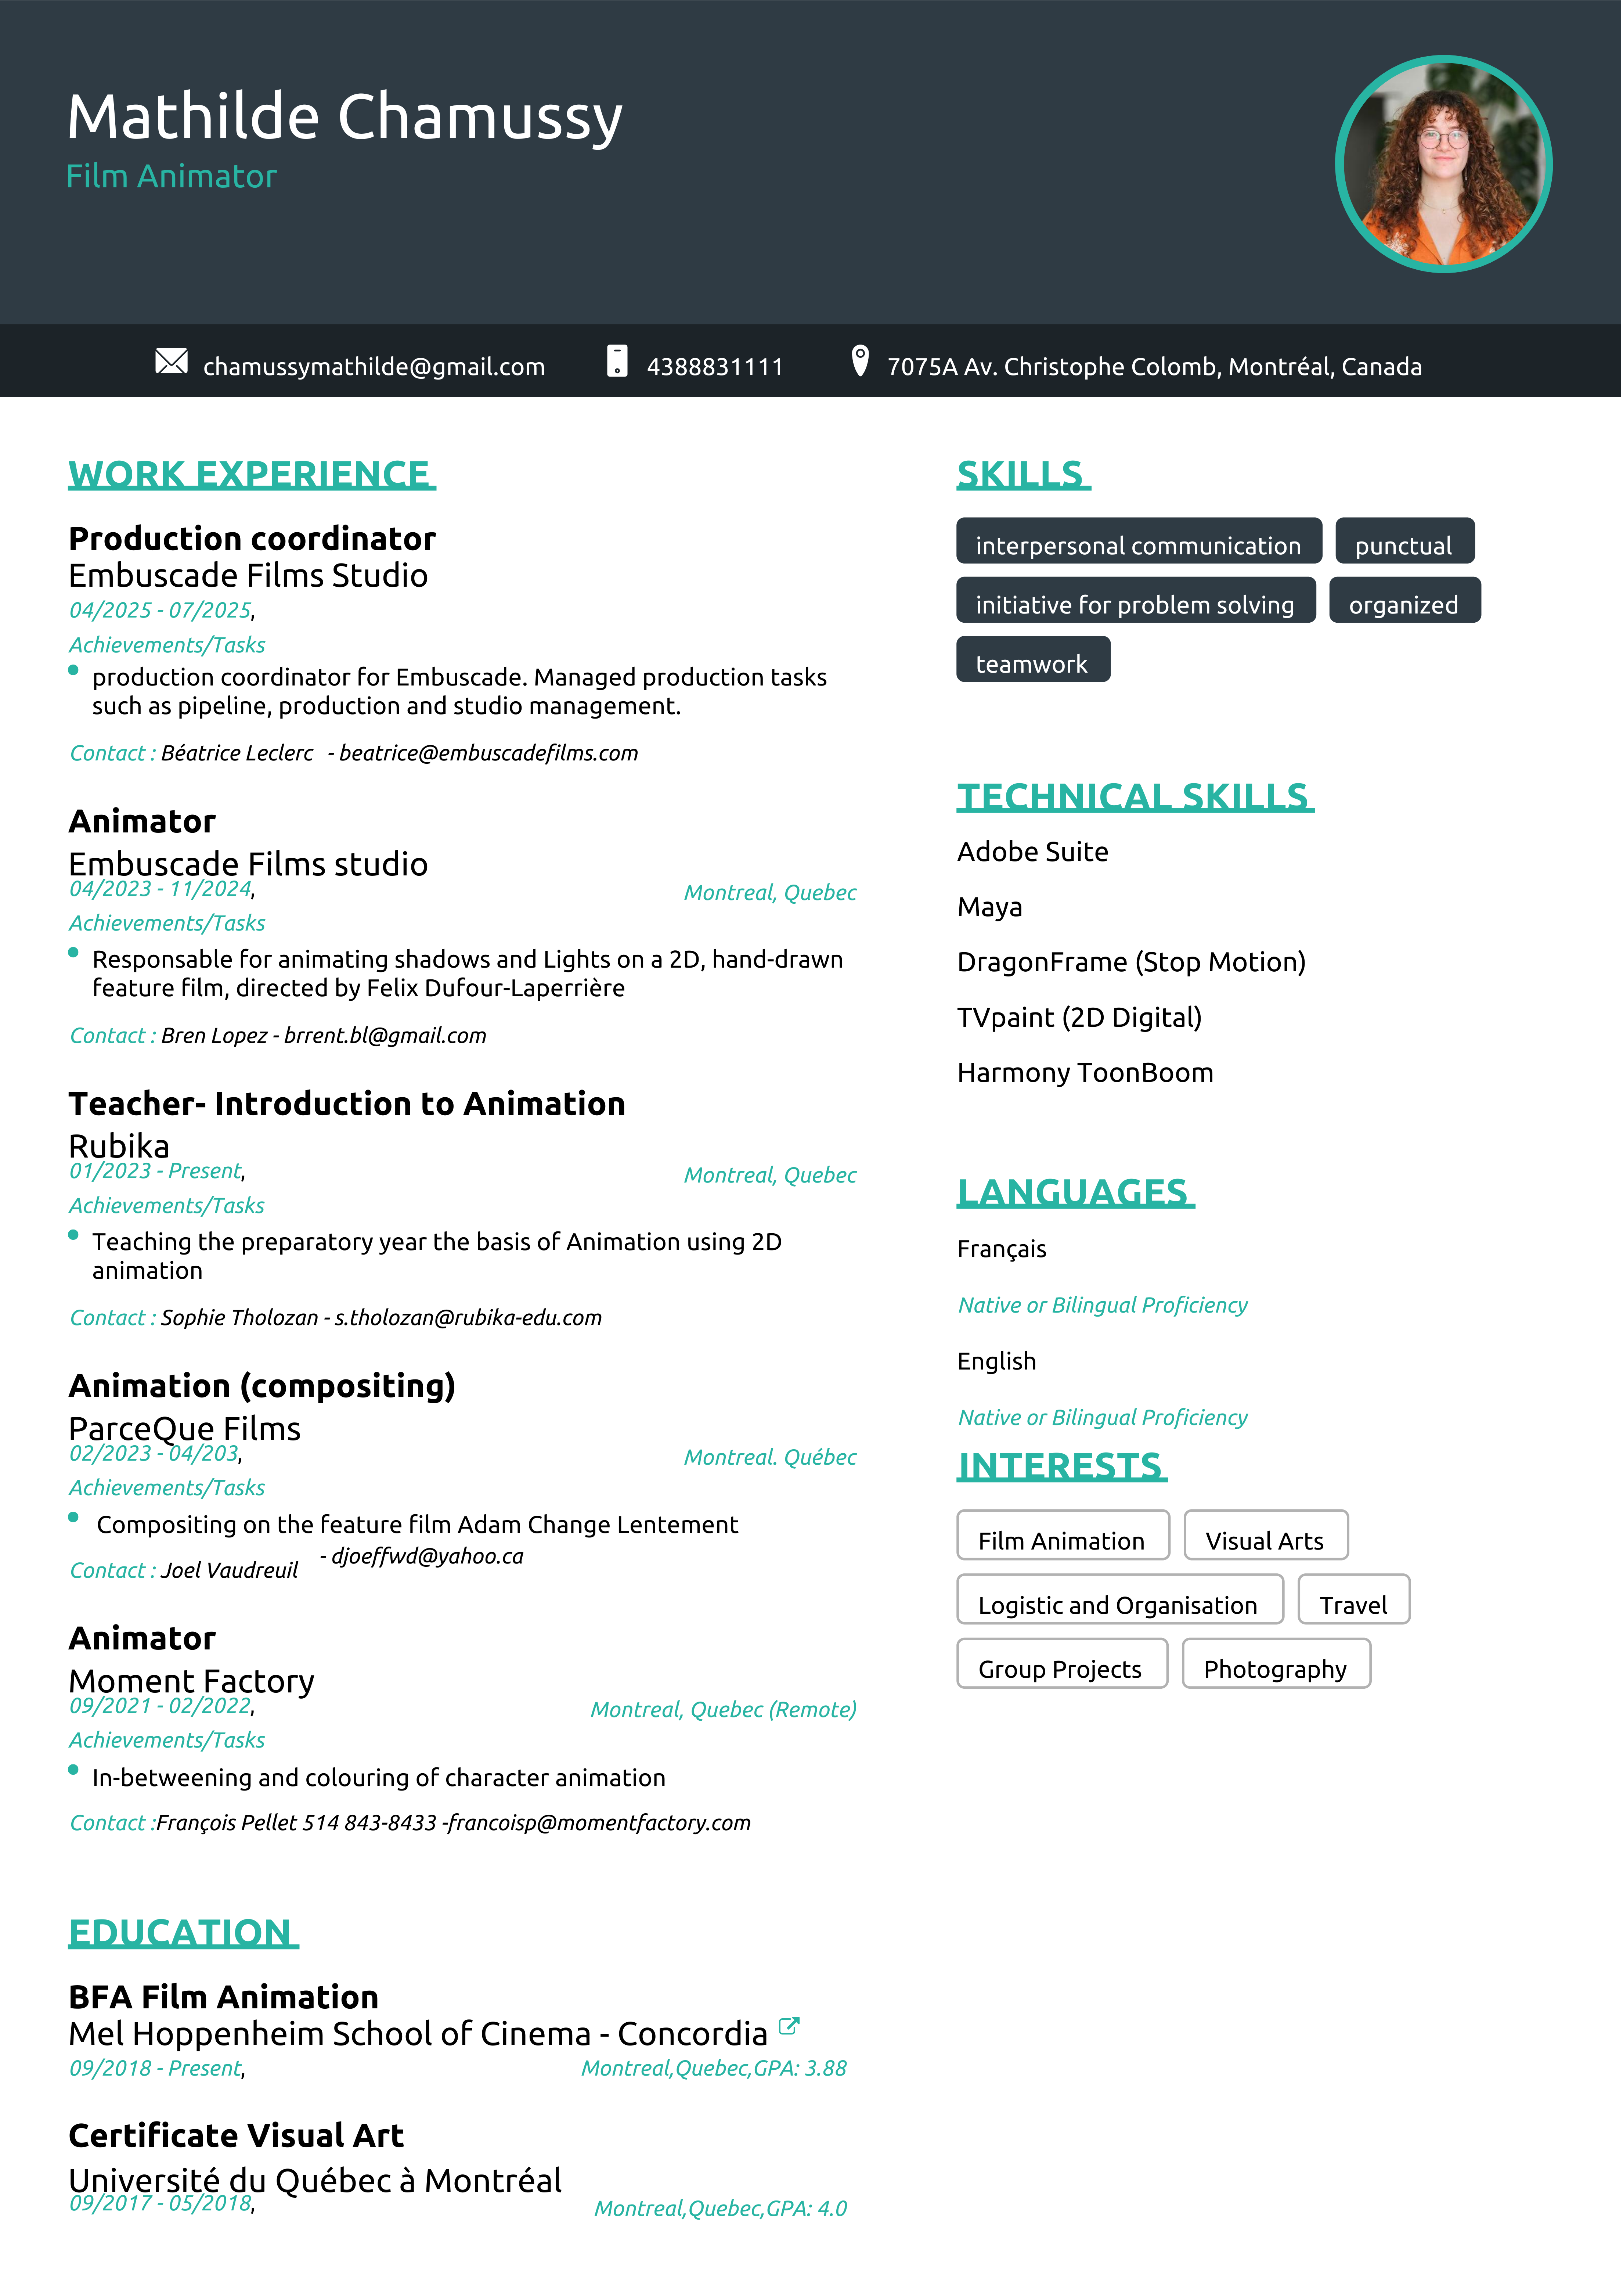 Mathilde Chamussy
Film Animator
chamussymathilde@gmail.com
4388831111
7075A Av. Christophe Colomb, Montréal, Canada
WORK EXPERIENCE
Production coordinator
Embuscade Films Studio
04/2025 - 07/2025,
Achievements/Tasks
production coordinator for Embuscade. Managed production tasks
such as pipeline, production and studio management.
Contact : Béatrice Leclerc - beatrice@embuscadefilms.com
Animator
Embuscade Films studio
04/2023 - 11/2024, Montreal, Quebec
Achievements/Tasks
Responsable for animating shadows and Lights on a 2D, hand-drawn
feature film, directed by Felix Dufour-Laperrière
Contact : Bren Lopez - brrent.bl@gmail.com
Teacher- Introduction to Animation
Rubika
01/2023 - Present, Montreal, Quebec
Achievements/Tasks
Teaching the preparatory year the basis of Animation using 2D
animation
Contact : Sophie Tholozan - s.tholozan@rubika-edu.com
Animation (compositing)
ParceQue Films
02/2023 - 04/203, Montreal. Québec
Achievements/Tasks
Compositing on the feature film Adam Change Lentement
Contact : Joel Vaudreuil - djoeffwd@yahoo.ca
Animator
Moment Factory
09/2021 - 02/2022, Montreal, Quebec (Remote)
Achievements/Tasks
In-betweening and colouring of character animation
Contact :François Pellet 514 843-8433 -francoisp@momentfactory.com
EDUCATION
BFA Film Animation
Mel Hoppenheim School of Cinema - Concordia
09/2018 - Present, Montreal,Quebec,GPA: 3.88
Certificate Visual Art
Université du Québec à Montréal
09/2017 - 05/2018, Montreal,Quebec,GPA: 4.0
SKILLS
interpersonal communication punctual
initiative for problem solving organized
teamwork
TECHNICAL SKILLS
Adobe Suite
Maya
DragonFrame (Stop Motion)
TVpaint (2D Digital)
Harmony ToonBoom
LANGUAGES
Français
Native or Bilingual Proficiency
English
Native or Bilingual Proficiency
INTERESTS
Film Animation Visual Arts
Logistic and Organisation Travel
Group Projects Photography